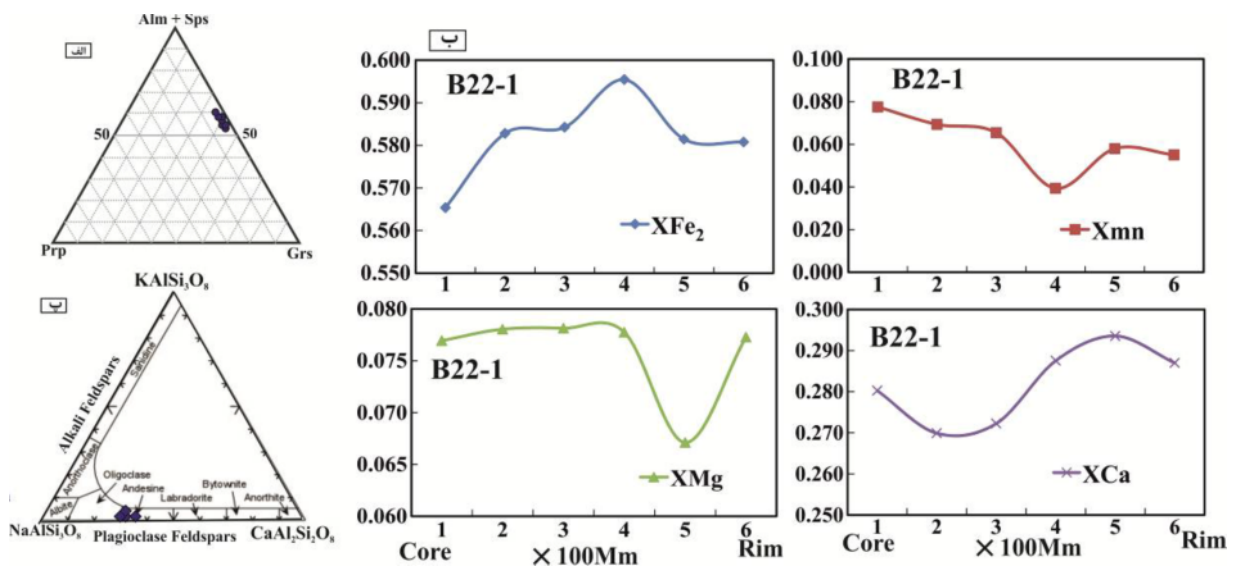 Alm + Sps
الف
50
50
Prp
Grs
ب
B22-1
0.600
0.590
0.580
0.570
0.560
0.550
XFe₂
1 2 3 4 5 6
B22-1
0.100
0.080
0.060
0.040
0.020
0.000
Xmn
1 2 3 4 5 6
KAlSi₃O₈
پ
Sanidine
Alkali Feldspars
Anorthoclase
Albite
Oligoclase
Andesine
Labradorite
Bytownite
Anorthite
NaAlSi₃O₈
Plagioclase Feldspars
CaAl₂Si₂O₈
0.080
0.075
0.070
0.065
0.060
B22-1
XMg
1 2 3 4 5 6
Core
×100Mm
Rim
0.300
0.290
0.280
0.270
0.260
0.250
B22-1
XCa
1 2 3 4 5 6
Core
×100Mm
Rim